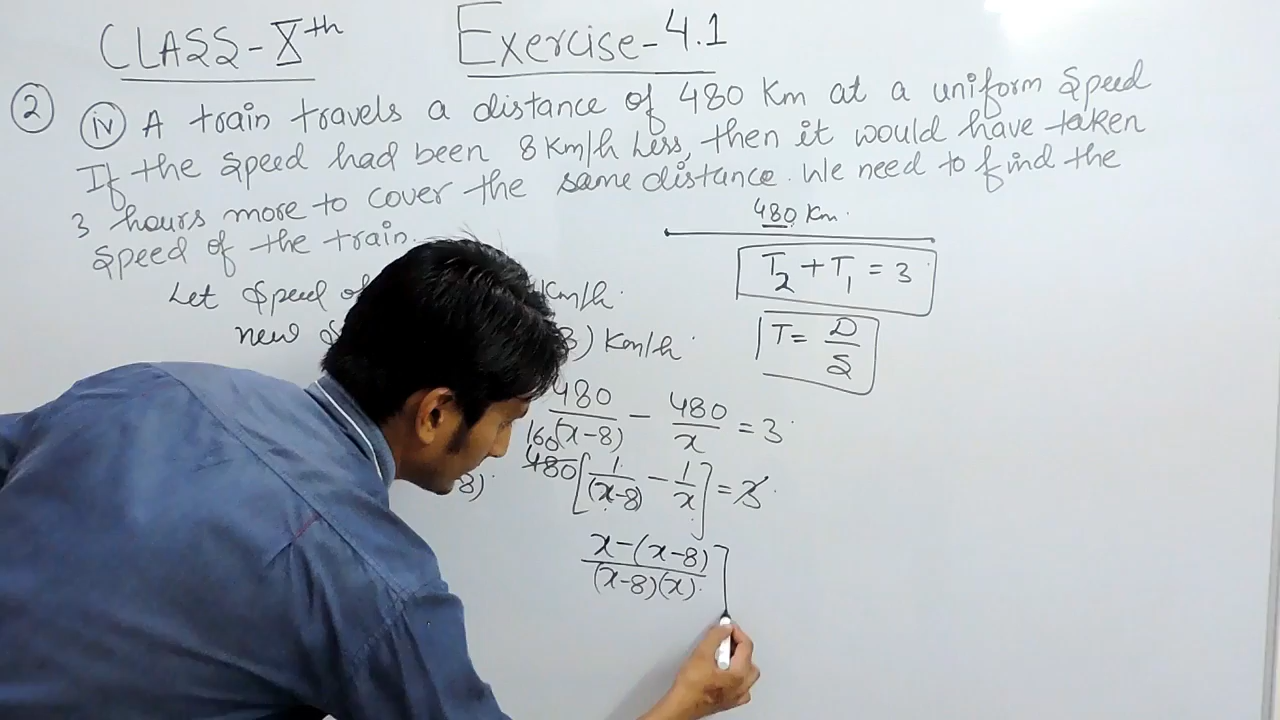 CLASS-Xth
Exercise-4.1
2
iv A train travels a distance of 480 Km at a uniform Speed
If the Speed had been 8 Km/h Less, then it would have taken
3 hours more to cover the same distance. We need to find the
Speed of the train.
480 Km.
T2 + T1 = 3
T = D/S
Let Speed of Km/h.
new 8) Km/h.
480/(x-8) - 480/x = 3
160
480[1/(x-8) - 1/x] = 3
8)
x-(x-8)/(x-8)(x)]